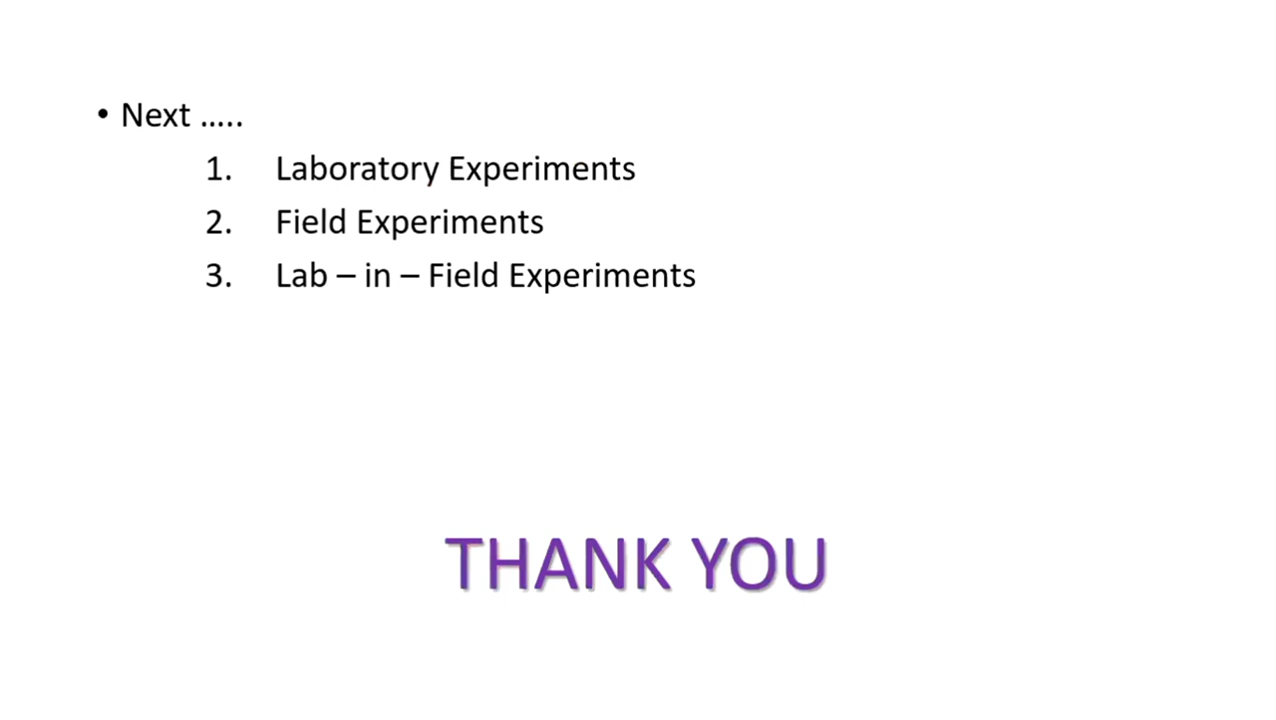 • Next .....
1. Laboratory Experiments
2. Field Experiments
3. Lab – in – Field Experiments
THANK YOU